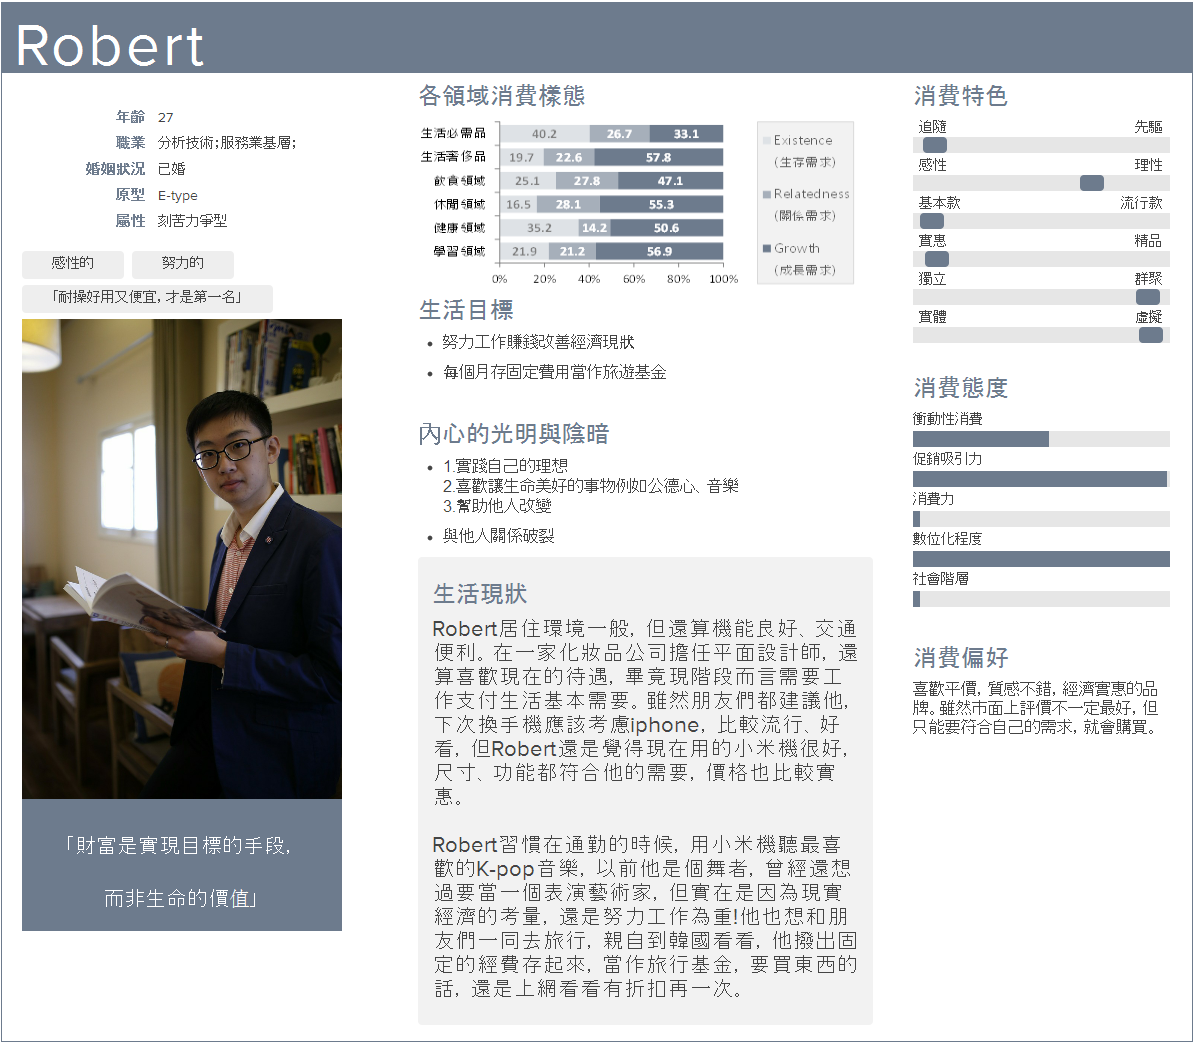 Robert
年齡 27
職業 分析技術;服務業基層;
婚姻狀況 已婚
原型 E-type
屬性 刻苦力爭型
感性的 努力的
「耐操好用又便宜, 才是第一名」
「財富是實現目標的手段,
而非生命的價值」
各領域消費樣態
生活必需品 40.2 26.7 33.1
生活奢侈品 19.7 22.6 57.8
飲食領域 25.1 27.8 47.1
休閒領域 16.5 28.1 55.3
健康領域 35.2 14.2 50.6
學習領域 21.9 21.2 56.9
0% 20% 40% 60% 80% 100%
Existence
(生存需求)
Relatedness
(關係需求)
Growth
(成長需求)
生活目標
• 努力工作賺錢改善經濟現狀
• 每個月存固定費用當作旅遊基金
內心的光明與陰暗
• 1.實踐自己的理想
2.喜歡讓生命美好的事物例如公德心、音樂
3.幫助他人改變
• 與他人關係破裂
生活現狀
Robert居住環境一般, 但還算機能良好、交通
便利。在一家化妝品公司擔任平面設計師, 還
算喜歡現在的待遇, 畢竟現階段而言需要工
作支付生活基本需要。雖然朋友們都建議他,
下次換手機應該考慮iphone, 比較流行、好
看, 但Robert還是覺得現在用的小米機很好,
尺寸、功能都符合他的需要, 價格也比較實
惠。
Robert習慣在通勤的時候, 用小米機聽最喜
歡的K-pop音樂, 以前他是個舞者, 曾經還想
過要當一個表演藝術家, 但實在是因為現實
經濟的考量, 還是努力工作為重!他也想和朋
友們一同去旅行, 親自到韓國看看, 他撥出固
定的經費存起來, 當作旅行基金, 要買東西的
話, 還是上網看看有折扣再一次。
消費特色
追隨 先驅
感性 理性
基本款 流行款
實惠 精品
獨立 群聚
實體 虛擬
消費態度
衝動性消費
促銷吸引力
消費力
數位化程度
社會階層
消費偏好
喜歡平價, 質感不錯, 經濟實惠的品
牌。雖然市面上評價不一定最好, 但
只能要符合自己的需求, 就會購買。